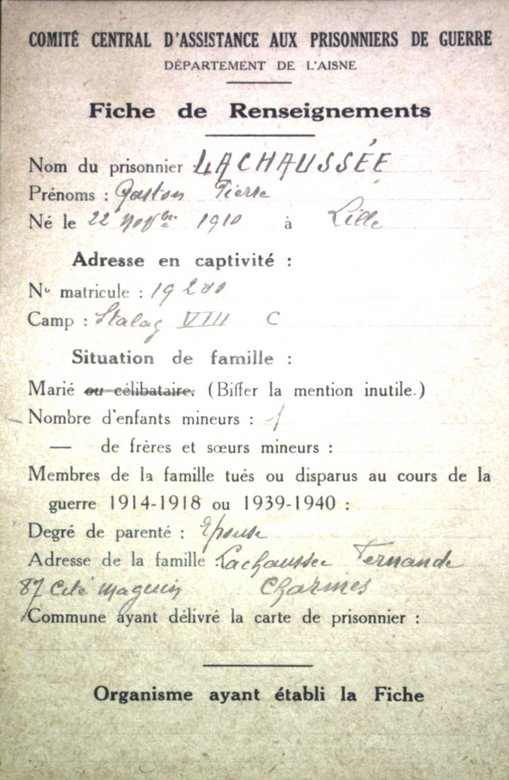 COMITÉ CENTRAL D'ASSISTANCE AUX PRISONNIERS DE GUERRE
DÉPARTEMENT DE L'AISNE
Fiche de Renseignements
Nom du prisonnier LACHAUSSÉE
Prénoms : Gaston Pierre
Né le 22 Novbre 1910 à Lille
Adresse en captivité :
No matricule : 19200
Camp : Stalag VIII C
Situation de famille :
Marié ou célibataire. (Biffer la mention inutile.)
Nombre d'enfants mineurs : 1
— de frères et sœurs mineurs :
Membres de la famille tués ou disparus au cours de la
guerre 1914-1918 ou 1939-1940 :
Degré de parenté : Epouse
Adresse de la famille : Lachaussée Fernande
87 Cité Maguin Charmes
Commune ayant délivré la carte de prisonnier :
Organisme ayant établi la Fiche